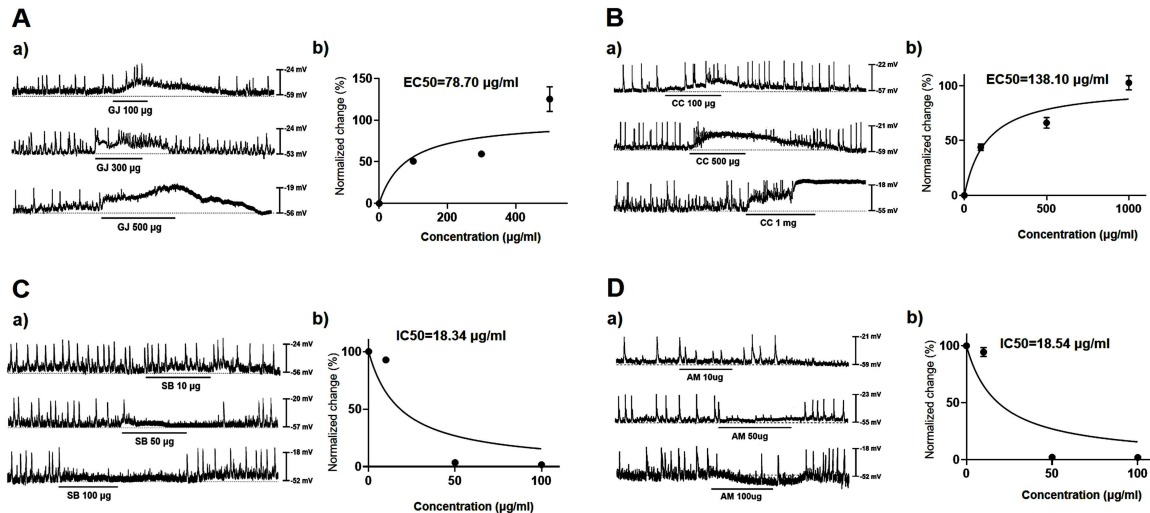 A
a)
-24 mV
-59 mV
GJ 100 µg
-24 mV
-53 mV
GJ 300 µg
-19 mV
-56 mV
GJ 500 µg
b)
EC50=78.70 µg/ml
Normalized change (%)
150
100
50
0
0
200
400
Concentration (µg/ml)
B
a)
-22 mV
-57 mV
CC 100 µg
-21 mV
-59 mV
CC 500 µg
-18 mV
-55 mV
CC 1 mg
b)
EC50=138.10 µg/ml
Normalized change (%)
100
50
0
0
500
1000
Concentration (µg/ml)
C
a)
-24 mV
-56 mV
SB 10 µg
-20 mV
-57 mV
SB 50 µg
-18 mV
-52 mV
SB 100 µg
b)
IC50=18.34 µg/ml
Normalized change (%)
100
50
0
0
50
100
Concentration (µg/ml)
D
a)
-21 mV
-59 mV
AM 10ug
-23 mV
-55 mV
AM 50ug
-18 mV
-52 mV
AM 100ug
b)
IC50=18.54 µg/ml
Normalized change (%)
100
50
0
0
50
100
Concentration (µg/ml)